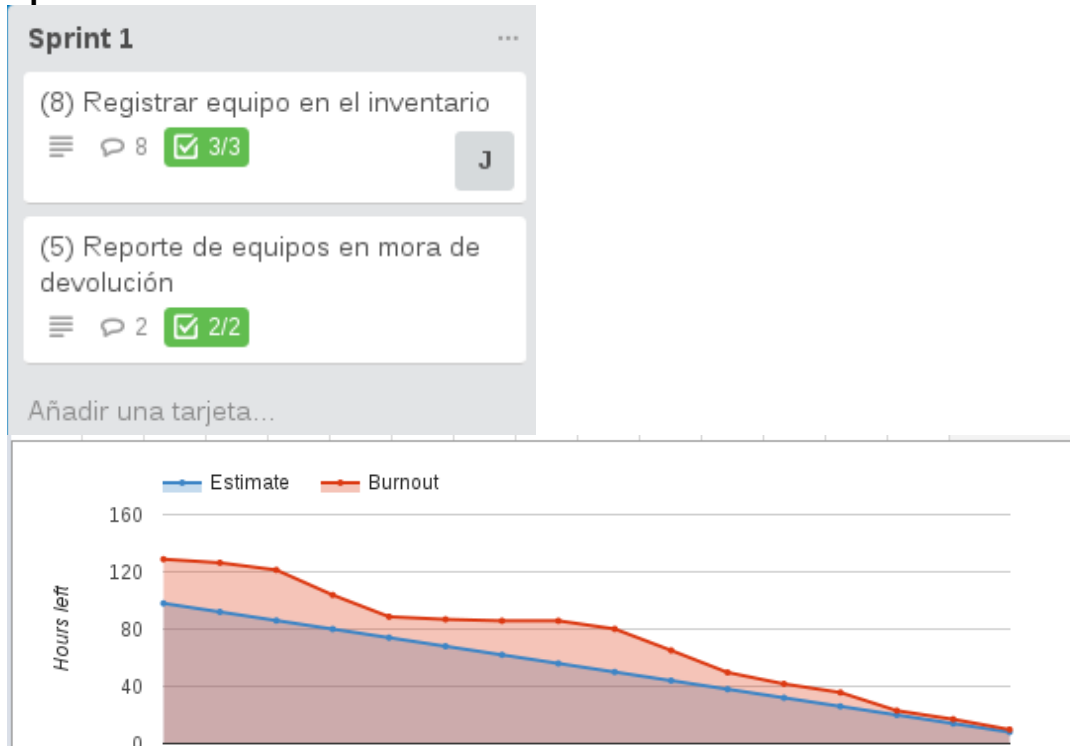 Sprint 1 ...
(8) Registrar equipo en el inventario
8 3/3
J
(5) Reporte de equipos en mora de
devolución
2 2/2
Añadir una tarjeta...
Estimate Burnout
160
120
80
40
0
Hours left